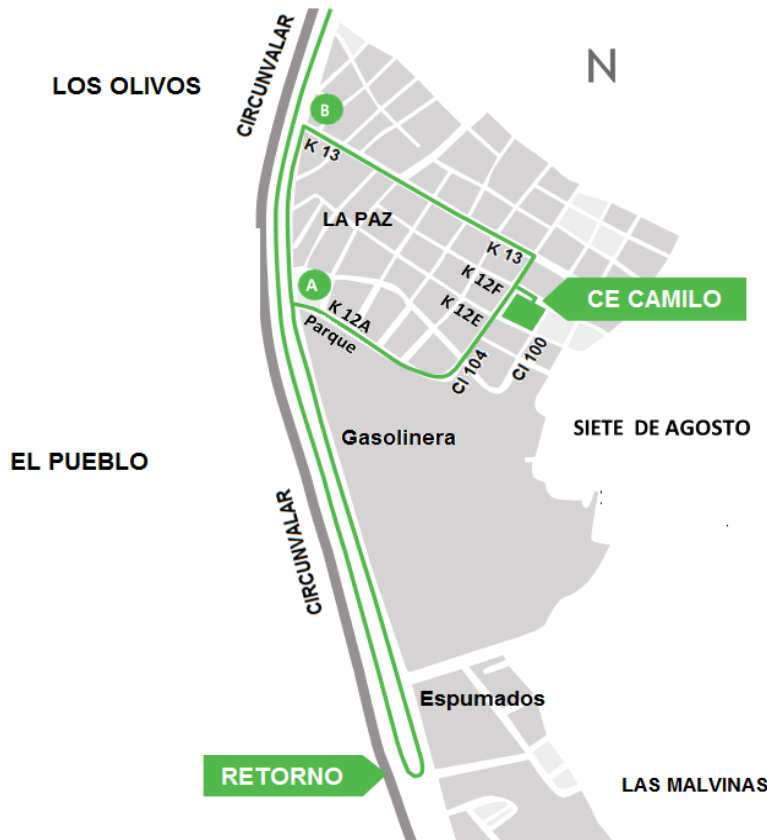 CIRCUNVALAR
N
LOS OLIVOS
B
K 13
LA PAZ
K 13
K 12F
A
CE CAMILO
K 12A
K 12E
Parque
Cl 104
Cl 100
Gasolinera
SIETE DE AGOSTO
EL PUEBLO
CIRCUNVALAR
Espumados
RETORNO
LAS MALVINAS